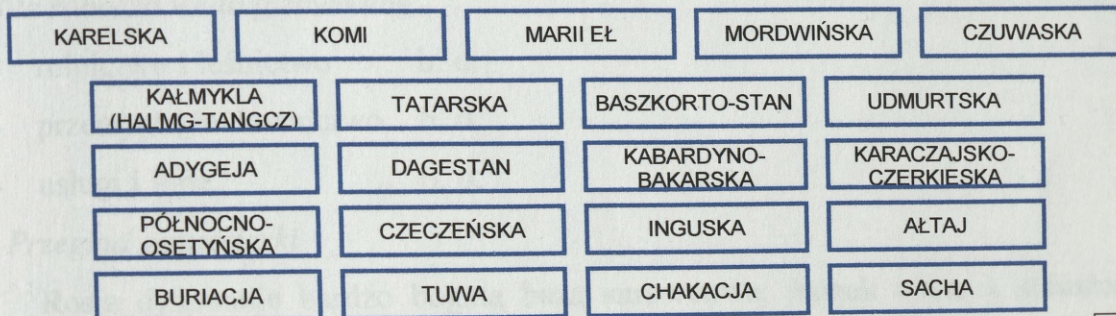 KARELSKA KOMI MARII EŁ MORDWIŃSKA CZUWASKA
KAŁMYKLA
(HALMG-TANGCZ) TATARSKA BASZKORTO-STAN UDMURTSKA
ADYGEJA DAGESTAN KABARDYNO-
BAKARSKA KARACZAJSKO-
CZERKIESKA
PÓŁNOCNO-
OSETYŃSKA CZECZEŃSKA INGUSKA AŁTAJ
BURIACJA TUWA CHAKACJA SACHA